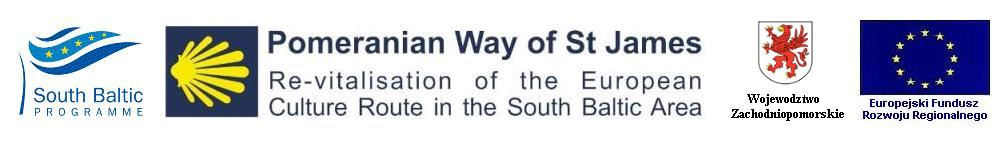 South Baltic
PROGRAMME
Pomeranian Way of St James
Re-vitalisation of the European
Culture Route in the South Baltic Area
Wojewodztwo
Zachodniopomorskie
Europejski Fundusz
Rozwoju Regionalnego